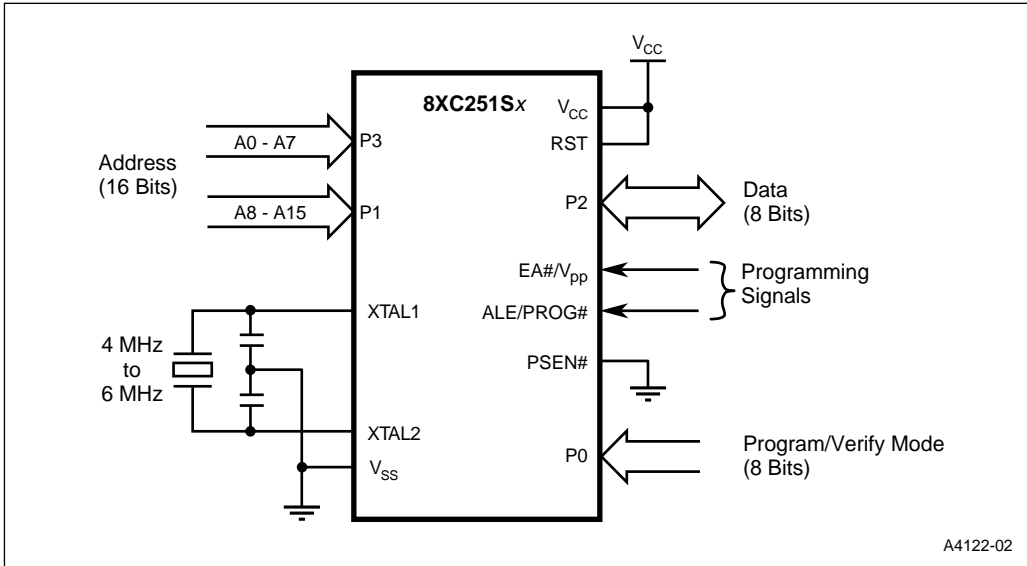 V_CC
8XC251Sx
V_CC
RST
A0 - A7
P3
Address
(16 Bits)
A8 - A15
P1
P2
Data
(8 Bits)
EA#/V_pp
Programming
Signals
ALE/PROG#
XTAL1
4 MHz
to
6 MHz
PSEN#
XTAL2
V_SS
P0
Program/Verify Mode
(8 Bits)
A4122-02